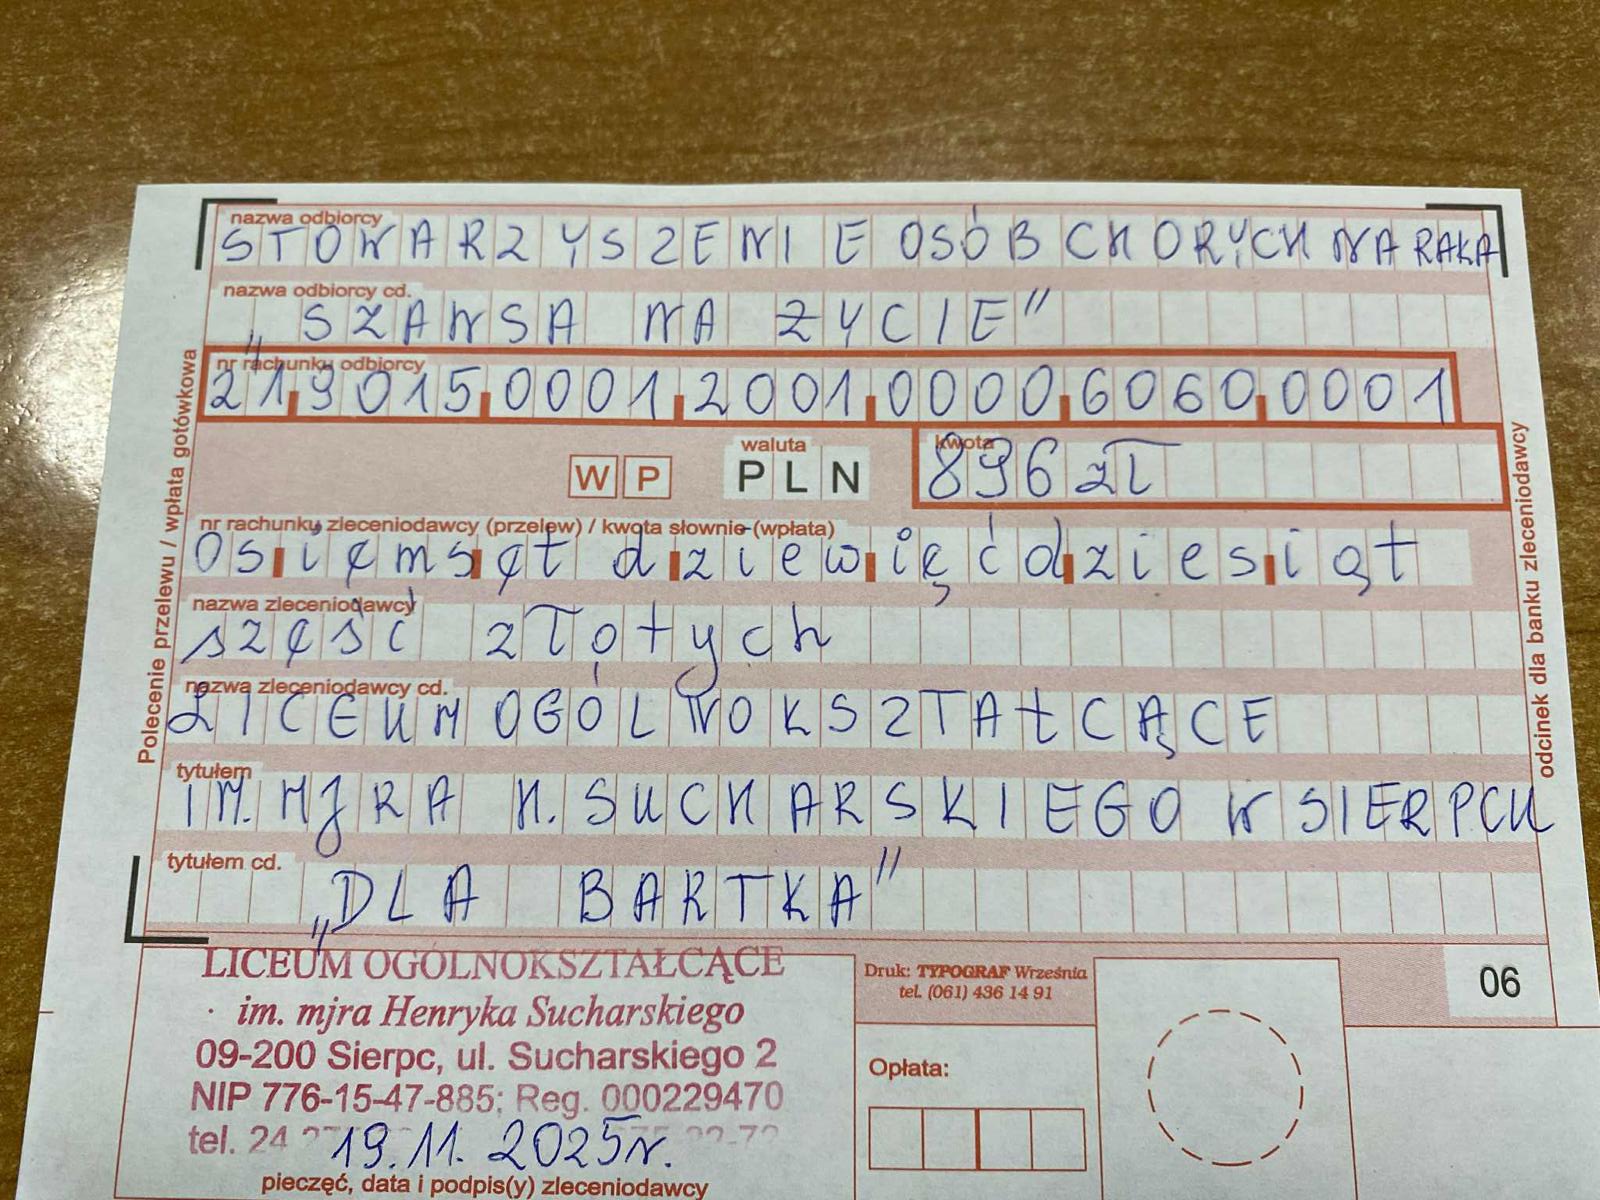 nazwa odbiorcy
STOWARZYSZENIE OSÓB CHORYCH NA RAKA
nazwa odbiorcy cd.
„SZANSA NA ŻYCIE”
nr rachunku odbiorcy
21 9015 0001 2001 0000 6060 0001
waluta
kwota
W P PLN 896 zł
nr rachunku zleceniodawcy (przelew) / kwota słownie (wpłata)
osięmsęt dziewięćdziesiąt
nazwa zleceniodawcy
sześć złotych
nazwa zleceniodawcy cd.
LICEUM OGÓLNOKSZTAŁCĄCE
tytułem
IM. MJRA H. SUCHARSKIEGO W SIERPCU
tytułem cd.
„DLA BARTKA”
Polecenie przelewu / wpłata gotówkowa
odcinek dla banku zleceniodawcy
LICEUM OGÓLNOKSZTAŁCĄCE
im. mjra Henryka Sucharskiego
09-200 Sierpc, ul. Sucharskiego 2
NIP 776-15-47-885; Reg. 000229470
tel. 24
19.11.2025r.
pieczęć, data i podpis(y) zleceniodawcy
Druk: TYPOGRAF Września
tel. (061) 436 14 91
Opłata:
06